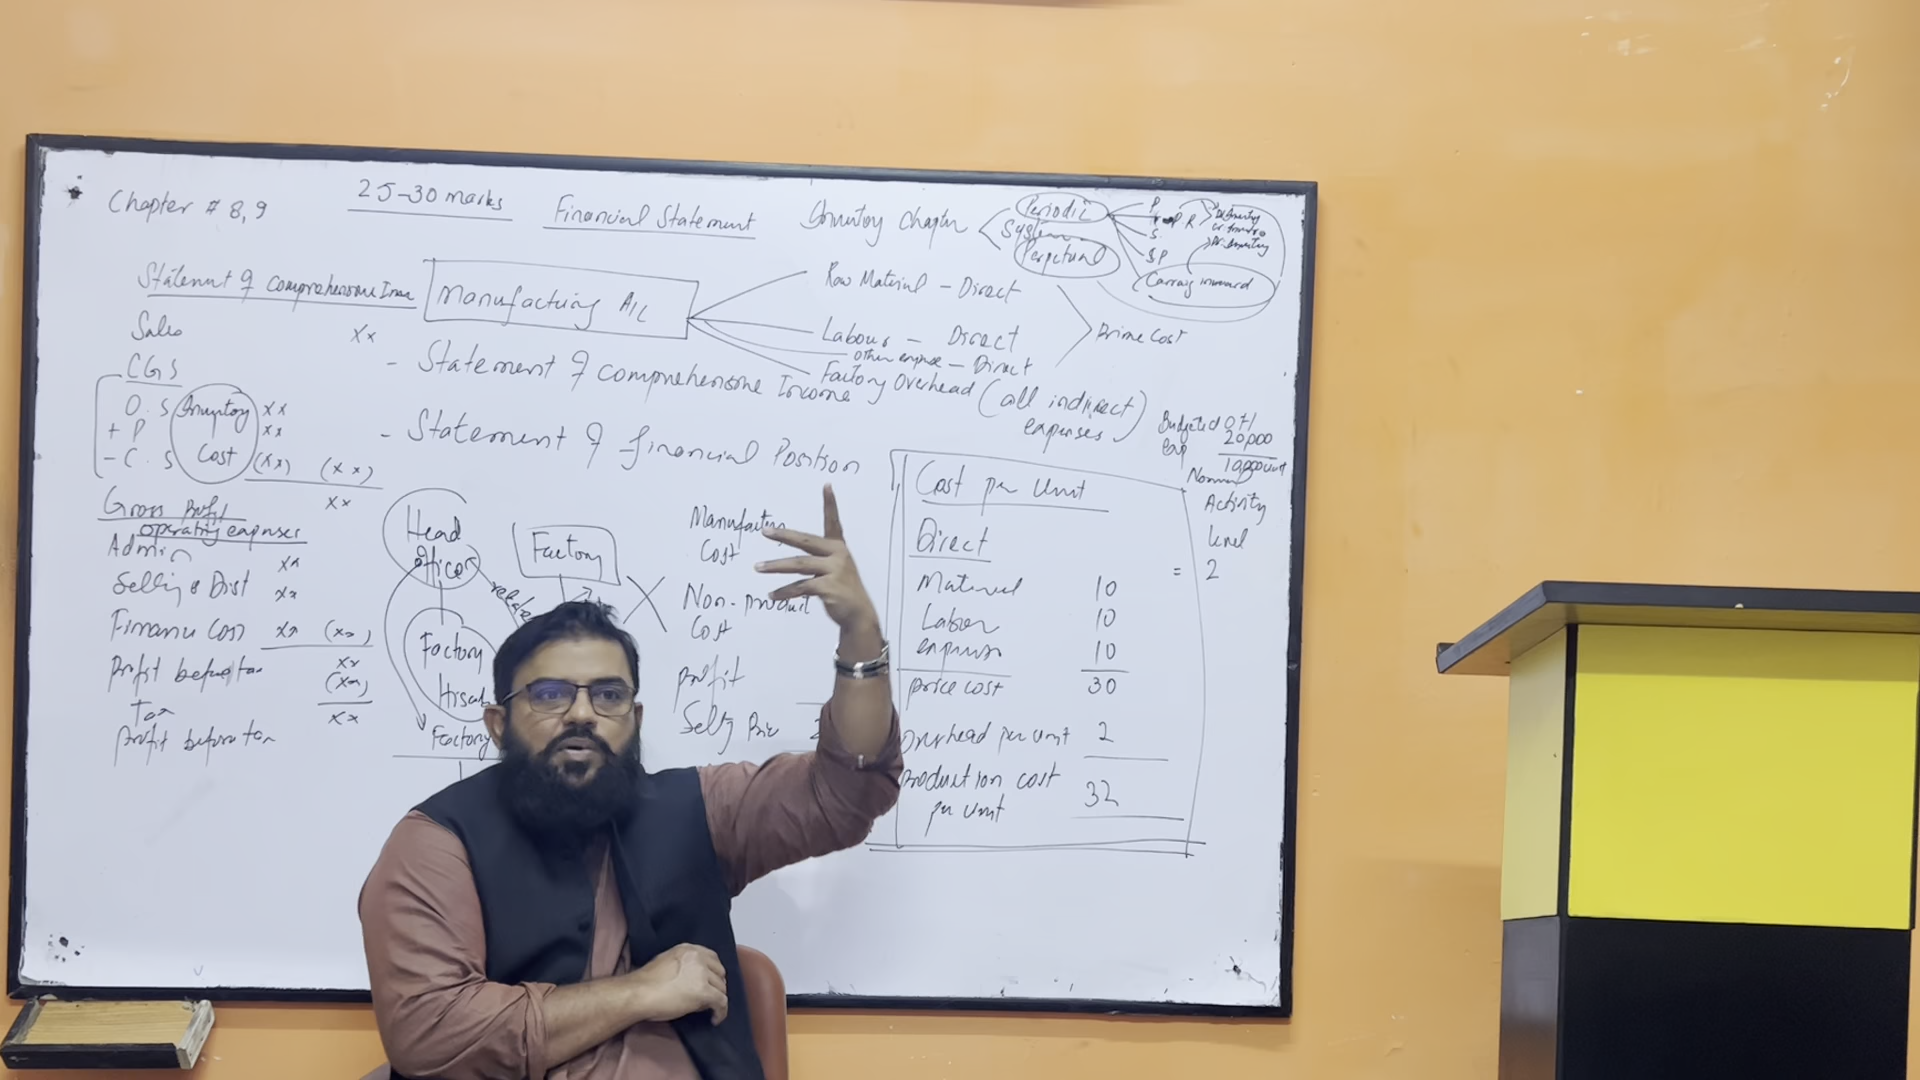 Chapter # 8,9
25-30 marks
Financial Statement
Inventory Chapter
Periodic
System
Perpetual
P
S.
SP
Carriage inward
Statement of comprehensive Income
Manufacturing A/C
Raw Material - Direct
Labour - Direct
other expense - Direct
Factory Overhead (all indirect
expenses)
Prime Cost
Sales xx
CGS
O.S xx
+ P xx
- C.S (xx) (xx)
Inventory
Cost
xx
Gross Profit
operating expenses
Admin xx
Selling & Dist xx
Finance Cost xx (xx)
Profit before tax xx
Tax (xx)
profit before tax xx
- Statement of comprehensive Income
- Statement of financial Position
Head
office
Factory
Factory
Factory
Manufacturing
Cost
Non-product
Cost
profit
Selling Price
Cost per Unit
Direct
Material 10
Labour 10
expenses 10
price cost 30
Overhead per unit 2
production cost
per unit 32
Budgeted OH
20,000
10,000 unit
Normal
Activity
level
= 2